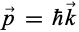 p⃗ = ℏk⃗